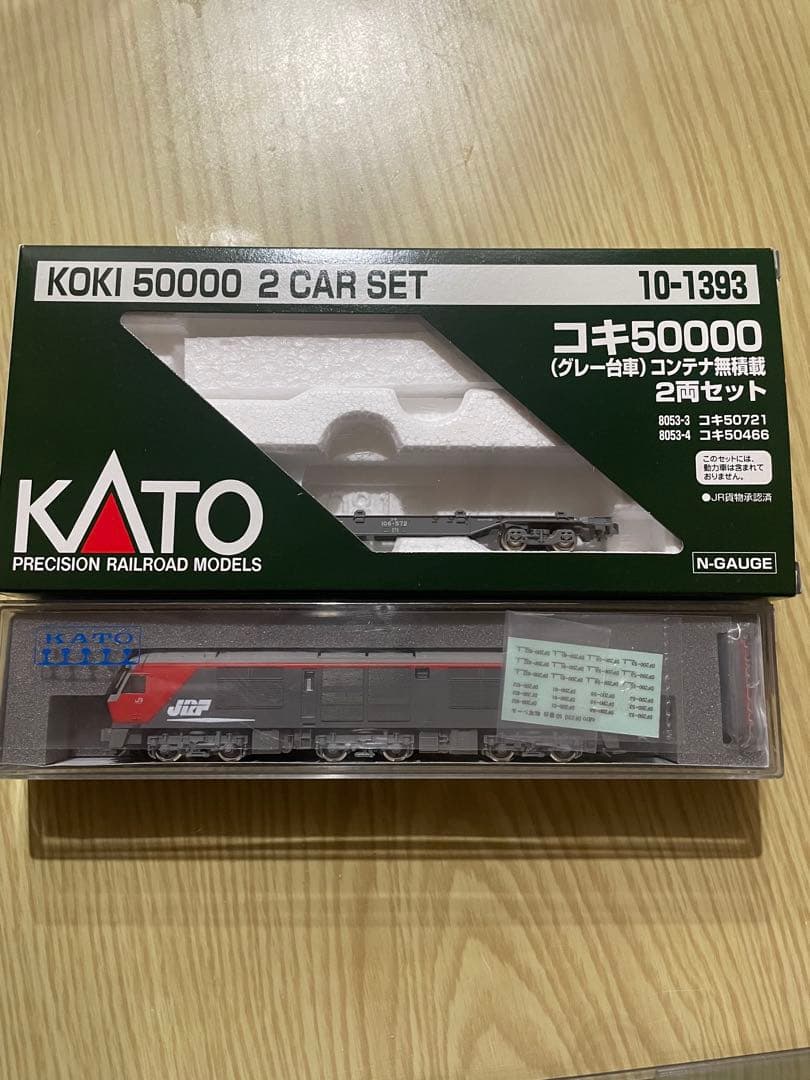 KOKI 50000 2 CAR SET 10-1393
コキ50000
(グレー台車)コンテナ無積載
2両セット
8053-3 コキ50721
8053-4 コキ50466
このセットには、
動力車は含まれて
おりません。
●JR貨物承認済
KATO
PRECISION RAILROAD MODELS
106-572
N-GAUGE
KATO
JR
JRF